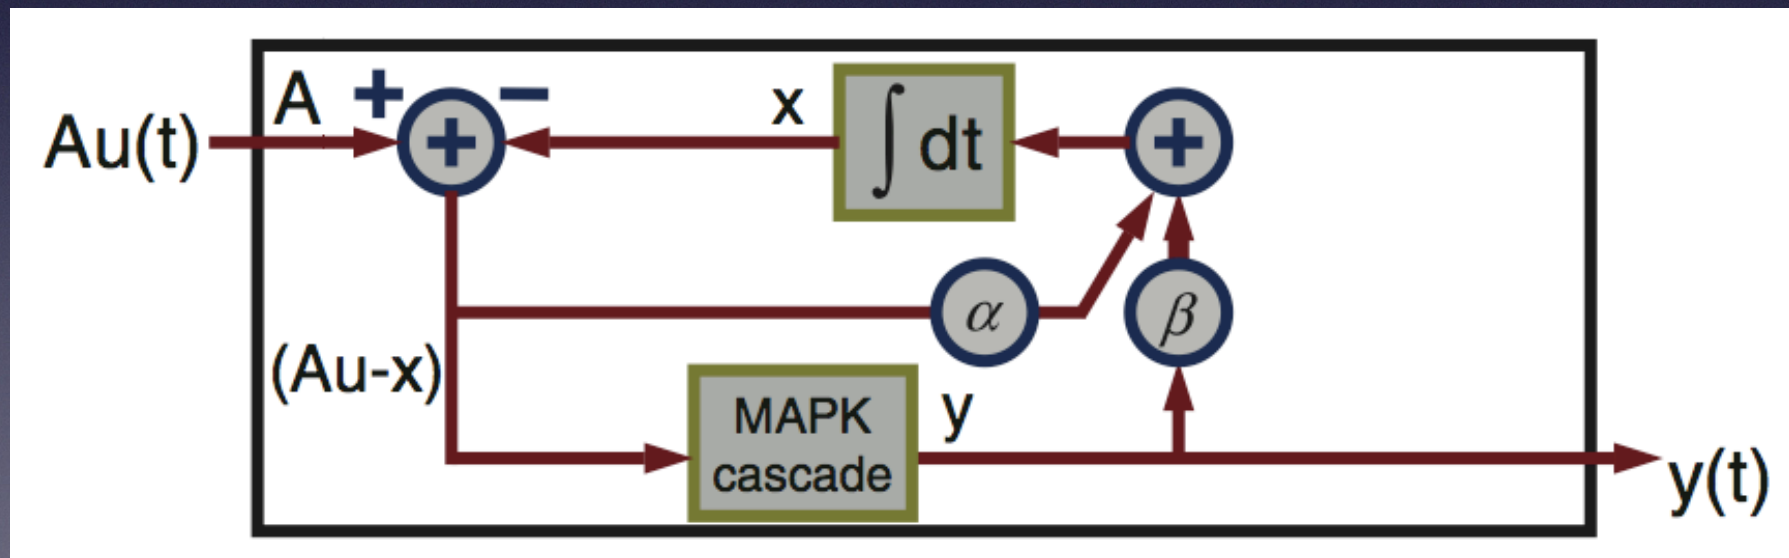 A + −
Au(t) + x ∫dt +
α β
(Au-x)
MAPK y
cascade
y(t)